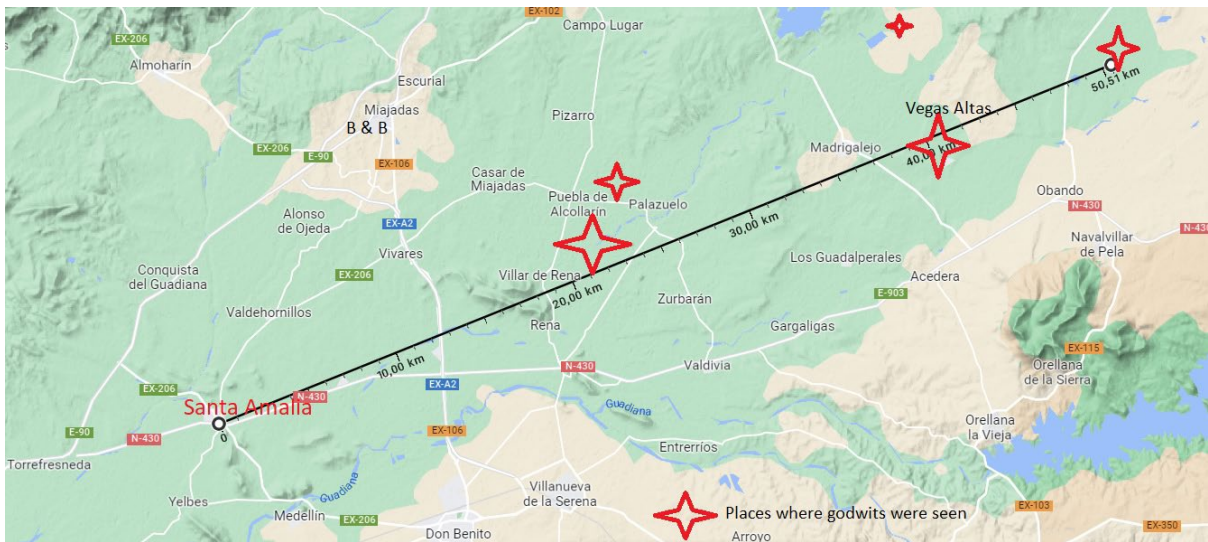 EX-102
Campo Lugar
EX-206
Almoharín
Escurial
50,51 km
Miajadas
Vegas Altas
B & B
Pizarro
EX-206
E-90
EX-106
Madrigalejo
40,00 km
Casar de
Miajadas
Puebla de
Alcollarín
Palazuelo
Obando
Alonso
de Ojeda
EX-A2
30,00 km
N-430
N-430
Navalvillar
de Pela
Vivares
Los Guadalperales
Conquista
del Guadiana
EX-206
Villar de Rena
Acedera
20,00 km
E-903
Zurbarán
Valdehornillos
Rena
Gargaligas
EX-115
10,00 km
N-430
Valdivia
Orellana
de la Sierra
EX-A2
EX-206
N-430
Santa Amalia
0
Guadiana
Orellana
la Vieja
E-90
N-430
EX-106
Entrerríos
Torrefresneda
Guadiana
Villanueva
de la Serena
Yelbes
Medellín
EX-206
Don Benito
Places where godwits were seen
Arroyo
EX-103
EX-350